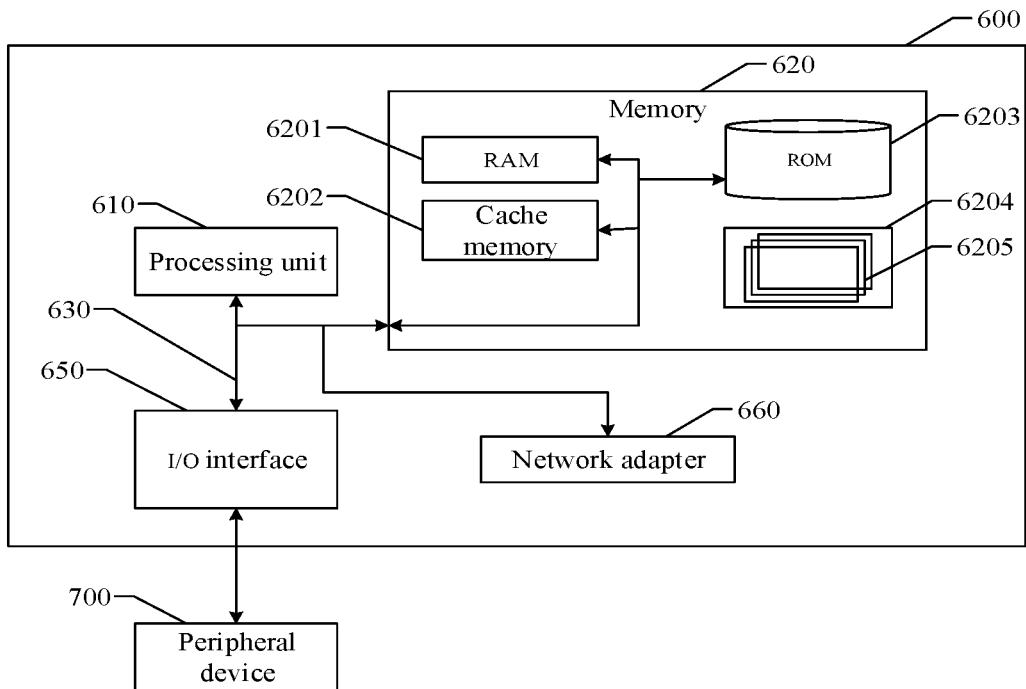 600
620
Memory
6201
RAM
6203
ROM
6202
Cache
memory
6204
6205
610
Processing unit
630
650
I/O interface
660
Network adapter
700
Peripheral
device